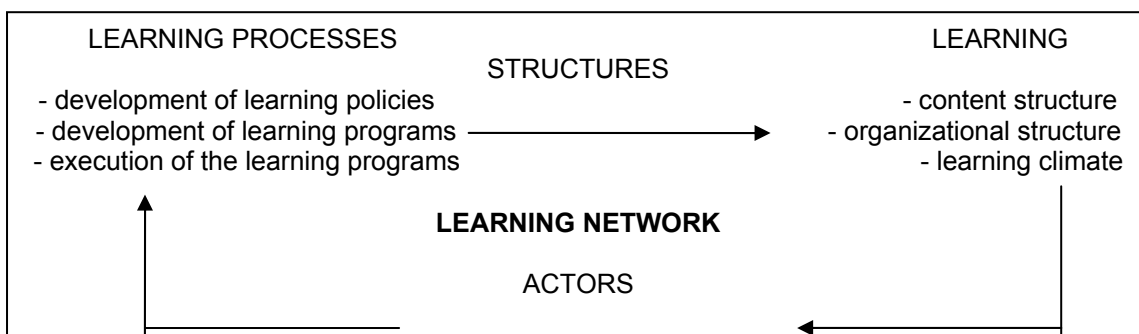 LEARNING PROCESSES LEARNING
STRUCTURES
- development of learning policies - content structure
- development of learning programs - organizational structure
- execution of the learning programs - learning climate
LEARNING NETWORK
ACTORS